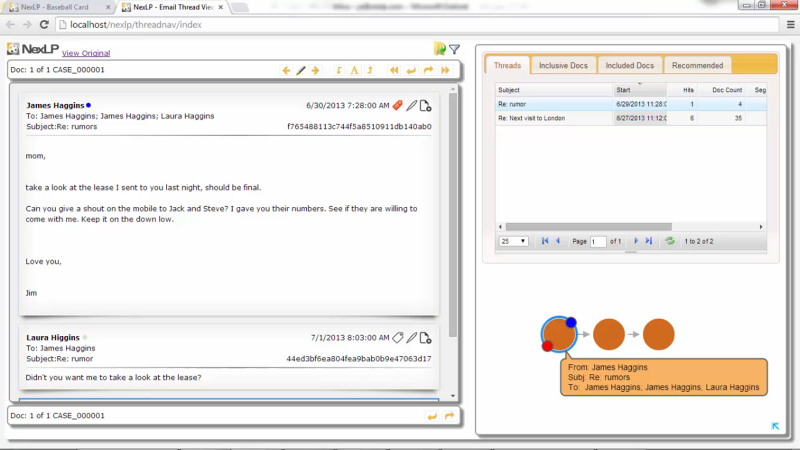 NexLP - Baseball Card
NexLP - Email Thread View
localhost/nexlp/threadnav/index
NexLP View Original
Doc: 1 of 1 CASE_000001
James Haggins 6/30/2013 7:28:00 AM
To: James Haggins; James Haggins; Laura Haggins
Subject:Re: rumors f765488113c744f5a8510911db140ab0
mom,
take a look at the lease I sent to you last night, should be final.
Can you give a shout on the mobile to Jack and Steve? I gave you their numbers. See if they are willing to
come with me. Keep it on the down low.
Love you,
Jim
Laura Higgins 7/1/2013 8:03:00 AM
To: James Haggins
Subject:Re: rumor 44ed3bf6ea804fea9bab0b9e47063d17
Didn't you want me to take a look at the lease?
Doc: 1 of 1 CASE_000001
Threads Inclusive Docs Included Docs Recommended
Subject Start Hits Doc Count Seg
Re: rumor 6/29/2013 11:28:0 1 4
Re: Next visit to London 6/27/2013 11:12:0 6 35
25 Page 1 of 1 1 to 2 of 2
From: James Haggins
Subj: Re: rumors
To: James Haggins; James Haggins; Laura Haggins